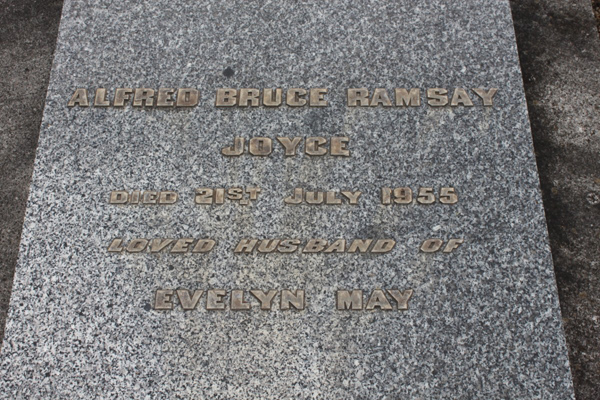 ALFRED BRUCE RAMSAY
JOYCE
DIED 21ST JULY 1955
LOVED HUSBAND OF
EVELYN MAY